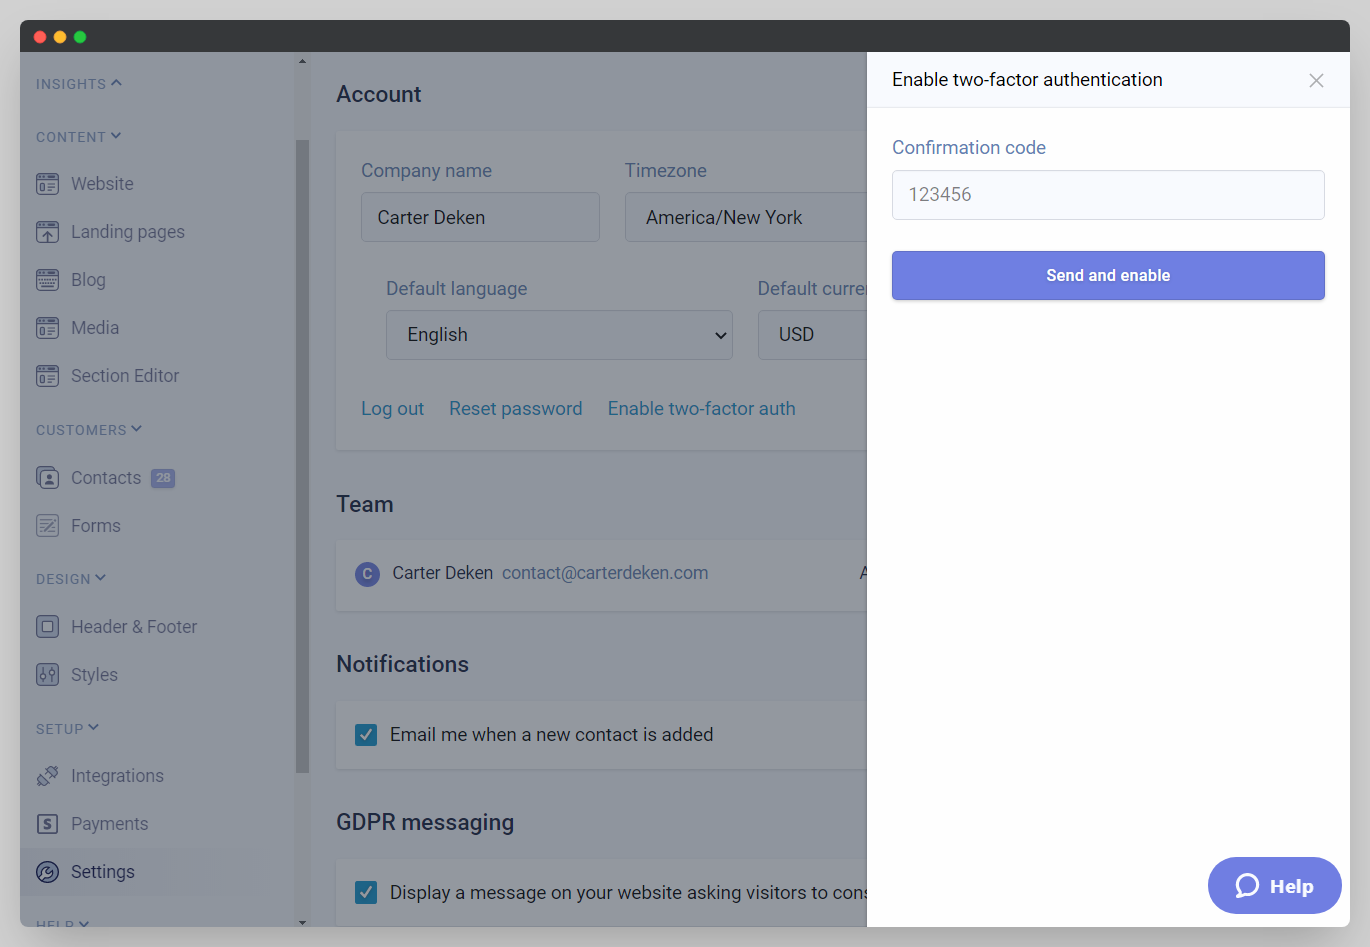 INSIGHTS
CONTENT
Website
Landing pages
Blog
Media
Section Editor
CUSTOMERS
Contacts 28
Forms
DESIGN
Header & Footer
Styles
SETUP
Integrations
Payments
Settings
HELP
Account
Company name Timezone
Carter Deken America/New York
Default language Default curre
English USD
Log out Reset password Enable two-factor auth
Team
C Carter Deken contact@carterdeken.com A
Notifications
Email me when a new contact is added
GDPR messaging
Display a message on your website asking visitors to cons
Enable two-factor authentication
Confirmation code
123456
Send and enable
Help